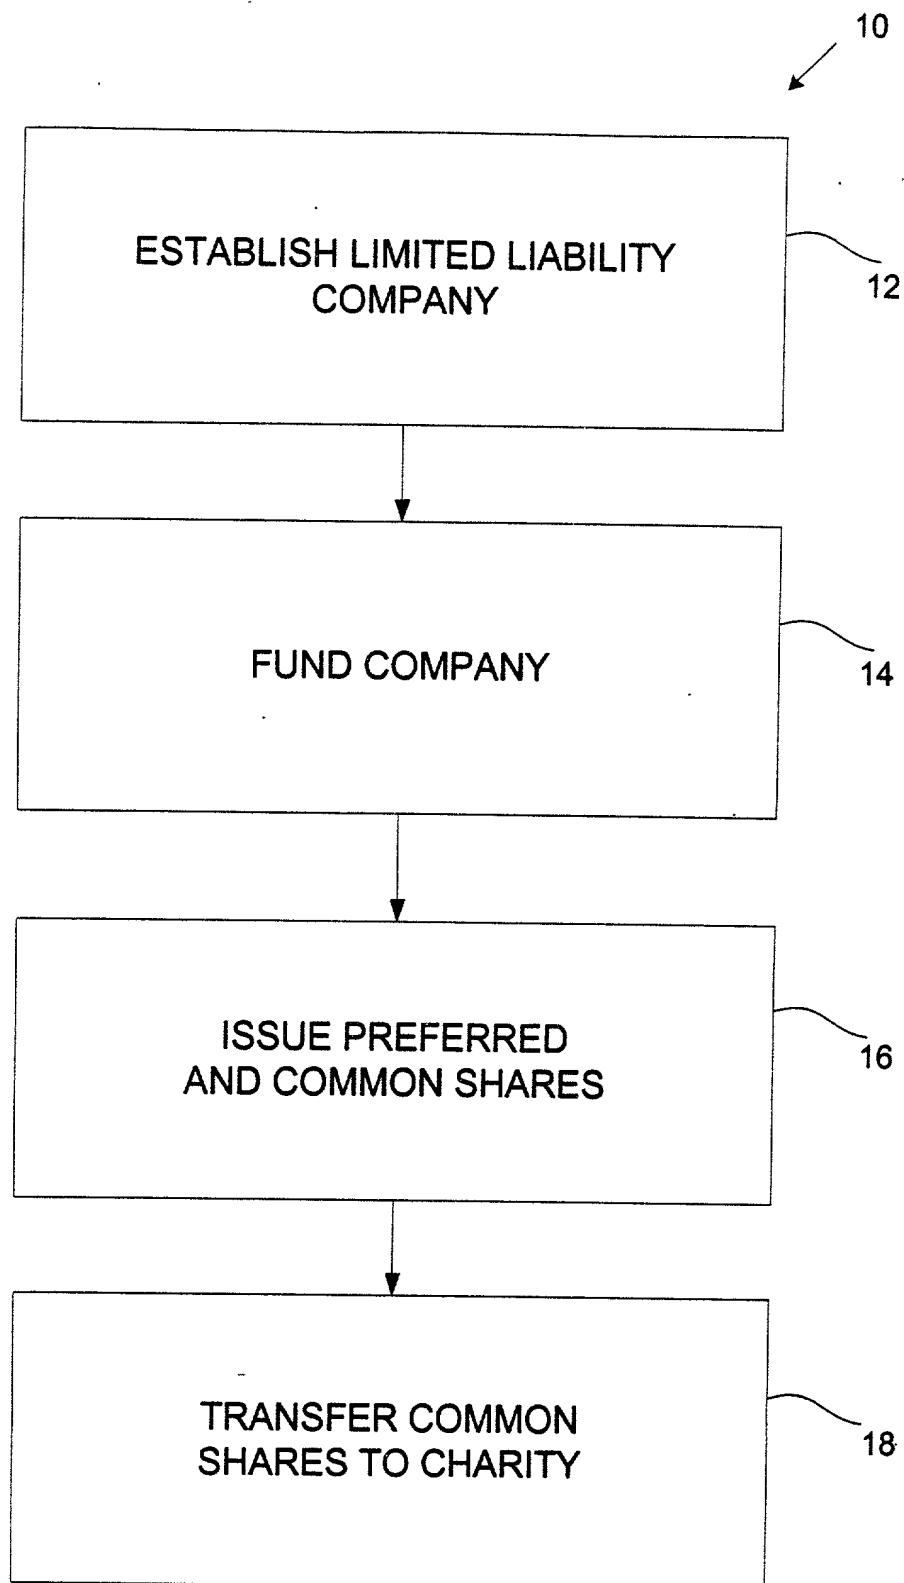 10
ESTABLISH LIMITED LIABILITY
COMPANY
12
FUND COMPANY
14
ISSUE PREFERRED
AND COMMON SHARES
16
TRANSFER COMMON
SHARES TO CHARITY
18